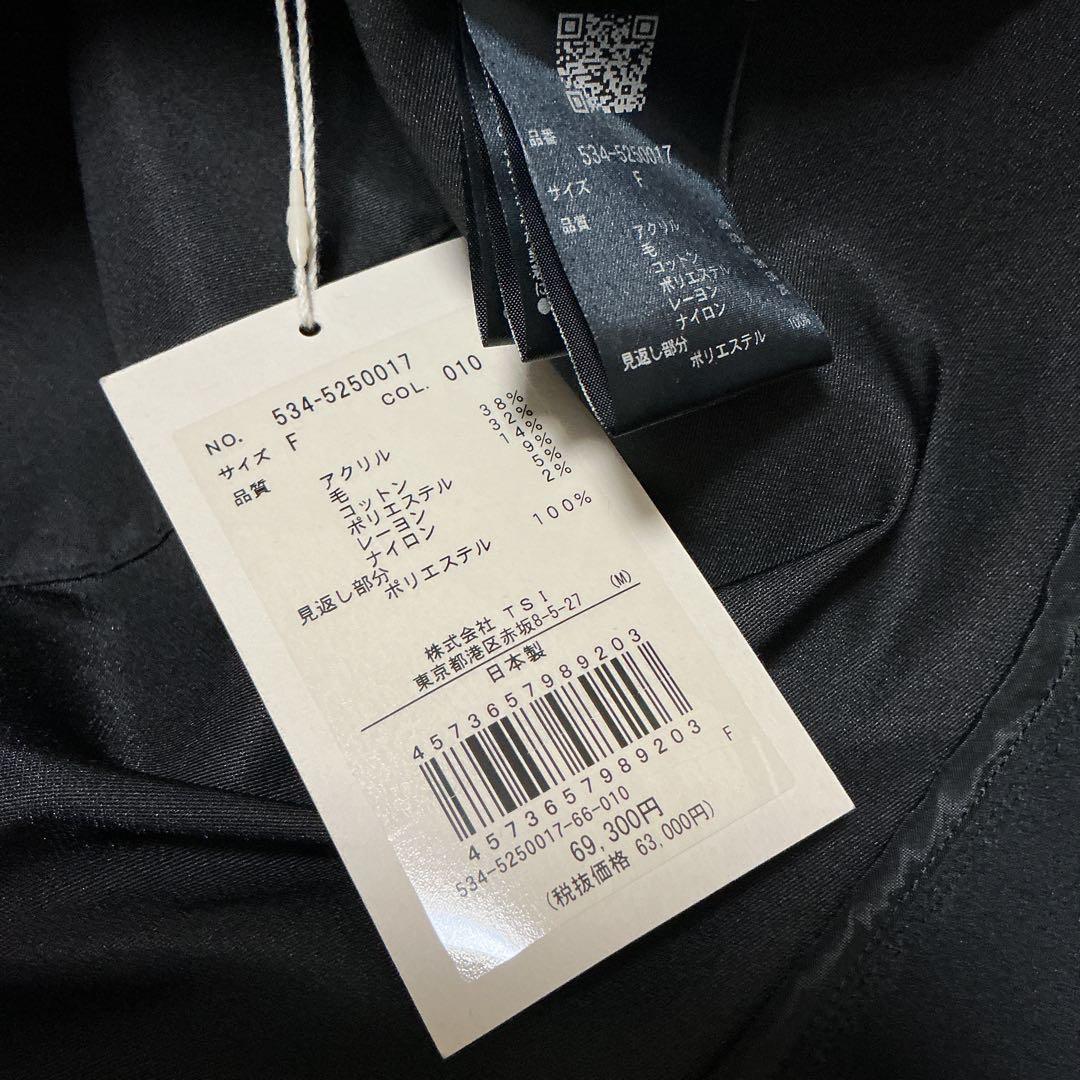 品番
534-5250017
サイズ F
品質
アクリル
毛
コットン
ポリエステル
レーヨン
ナイロン
見返し部分
ポリエステル 100%
NO. 534-5250017
サイズ F COL. 010
品質
アクリル 38%
毛 32%
コットン 14%
ポリエステル 9%
レーヨン 5%
ナイロン 2%
見返し部分
ポリエステル 100%
株式会社 TSI
東京都港区赤坂8-5-27 (M)
日本製
4573657989203
4573657989203 F
534-5250017-66-010
69,300円
(税抜価格 63,000円)